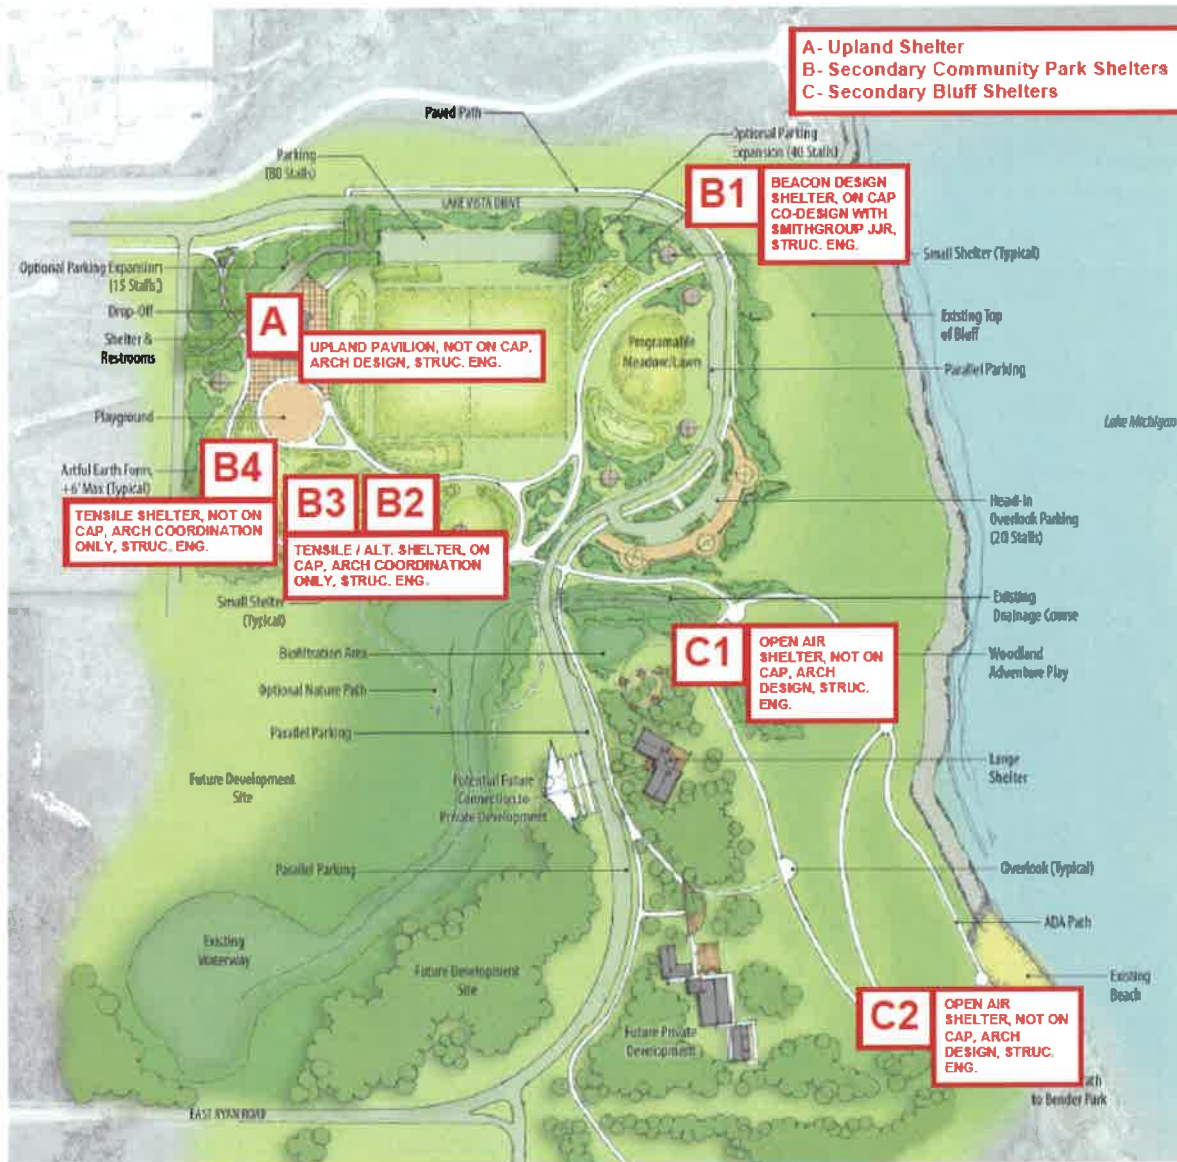 A- Upland Shelter
B- Secondary Community Park Shelters
C- Secondary Bluff Shelters
Paved Path
Optional Parking
Expansion (40 Stalls)
Parking
(80 Stalls)
LAKE VISTA DRIVE
B1
BEACON DESIGN
SHELTER, ON CAP
CO-DESIGN WITH
SMITHGROUP JJR,
STRUC. ENG.
Small Shelter (Typical)
Optional Parking Expansion
(15 Stalls)
Drop-Off
Shelter &
Restrooms
A
UPLAND PAVILION, NOT ON CAP,
ARCH DESIGN, STRUC. ENG.
Programable
Meadow/Lawn
Existing Top
of Bluff
Parallel Parking
Lake Michigan
Playground
Artful Earth Form,
+6' Max (Typical)
B4
TENSILE SHELTER, NOT ON
CAP, ARCH COORDINATION
ONLY, STRUC. ENG.
B3
B2
TENSILE / ALT. SHELTER, ON
CAP, ARCH COORDINATION
ONLY, STRUC. ENG.
Head-In
Overlook Parking
(20 Stalls)
Small Shelter
(Typical)
Existing
Drainage Course
Biofiltration Area
C1
OPEN AIR
SHELTER, NOT ON
CAP, ARCH
DESIGN, STRUC.
ENG.
Woodland
Adventure Play
Optional Nature Path
Parallel Parking
Future Development
Site
Potential Future
Connection to
Private Development
Large
Shelter
Parallel Parking
Overlook (Typical)
ADA Path
Existing
Waterway
Future Development
Site
Existing
Beach
C2
OPEN AIR
SHELTER, NOT ON
CAP, ARCH
DESIGN, STRUC.
ENG.
Future Private
Development
to Bender Park
EAST RYAN ROAD